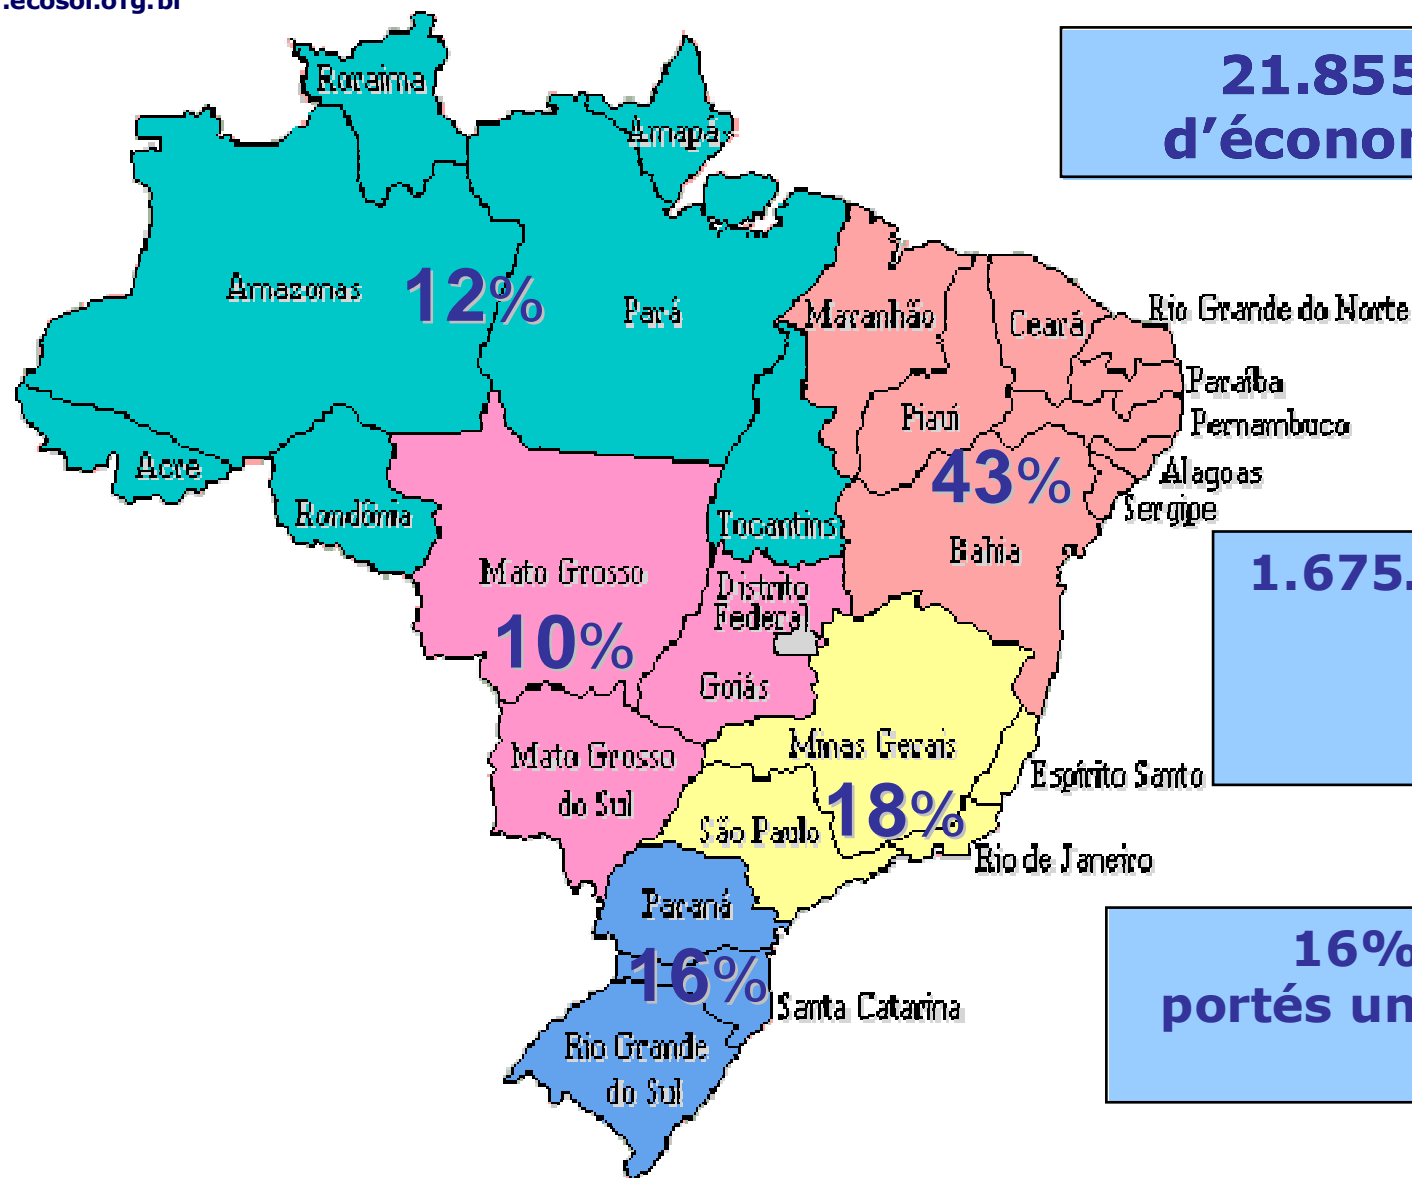 .ecosol.org.br
Roraima
21.855
d’écono
Amapá
Amazonas
12%
Pará
Maranhão
Ceará
Rio Grande do Norte
Paraíba
Piauí
Pernambuco
43%
Acre
Alagoas
Rondônia
Sergipe
Tocantins
Bahia
Mato Grosso
Distrito
Federal
1.675.
10%
Goiás
Minas Gerais
Mato Grosso
do Sul
Espírito Santo
18%
São Paulo
Rio de Janeiro
Paraná
16%
portés un
16%
Santa Catarina
Rio Grande
do Sul